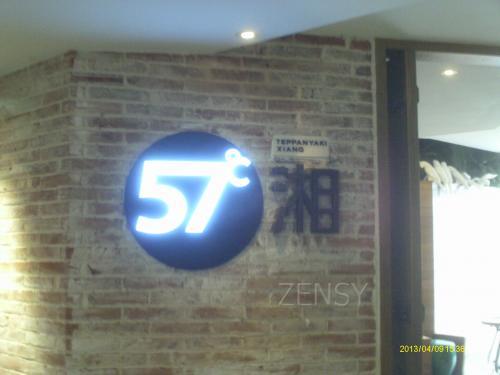 57℃
TEPPANYAKI
XIANG
湘
ZENSY
2013/04/09 15:36